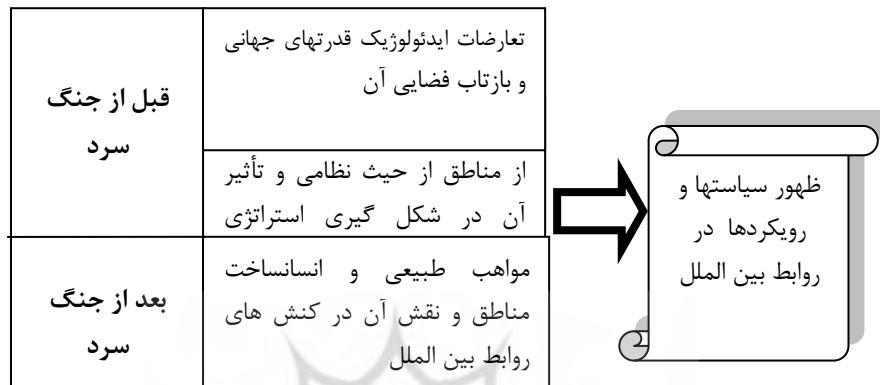 تعارضات ایدئولوژیک قدرتهای جهانی
و بازتاب فضایی آن
قبل از جنگ
سرد
از مناطق از حیث نظامی و تأثیر
آن در شکل گیری استراتژی
مواهب طبیعی و انسانساخت
مناطق و نقش آن در کنش های
روابط بین الملل
بعد از جنگ
سرد
ظهور سیاستها و
رویکردها در
روابط بین الملل